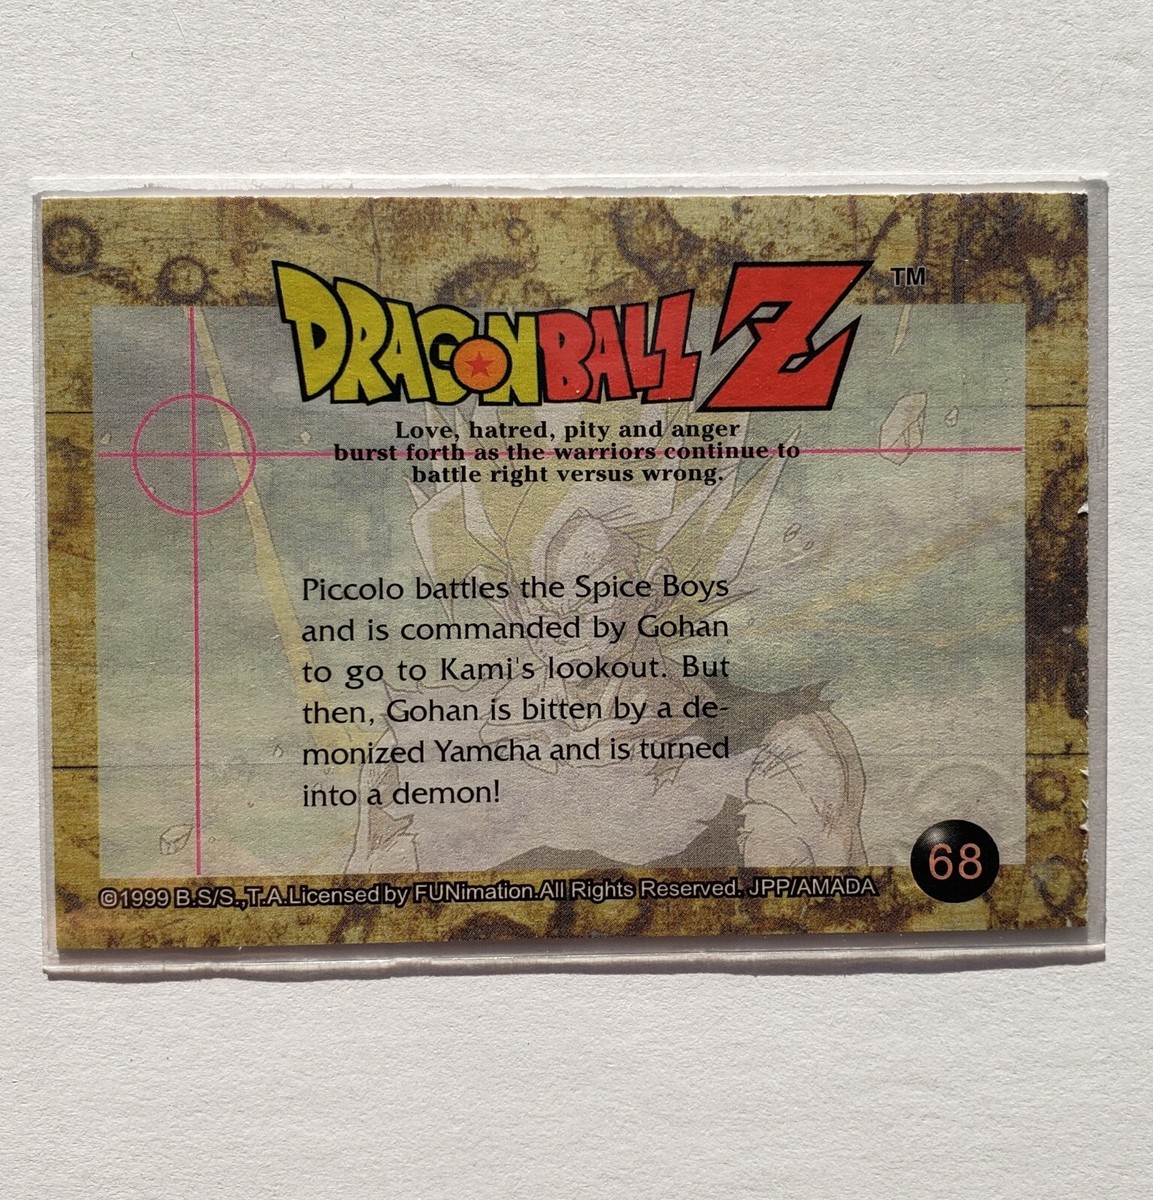 DRAGON BALL Z ™
Love, hatred, pity and anger
burst forth as the warriors continue to
battle right versus wrong.
Piccolo battles the Spice Boys
and is commanded by Gohan
to go to Kami's lookout. But
then, Gohan is bitten by a de-
monized Yamcha and is turned
into a demon!
68
©1999 B.S/S.,T.A.Licensed by FUNimation.All Rights Reserved. JPP/AMADA